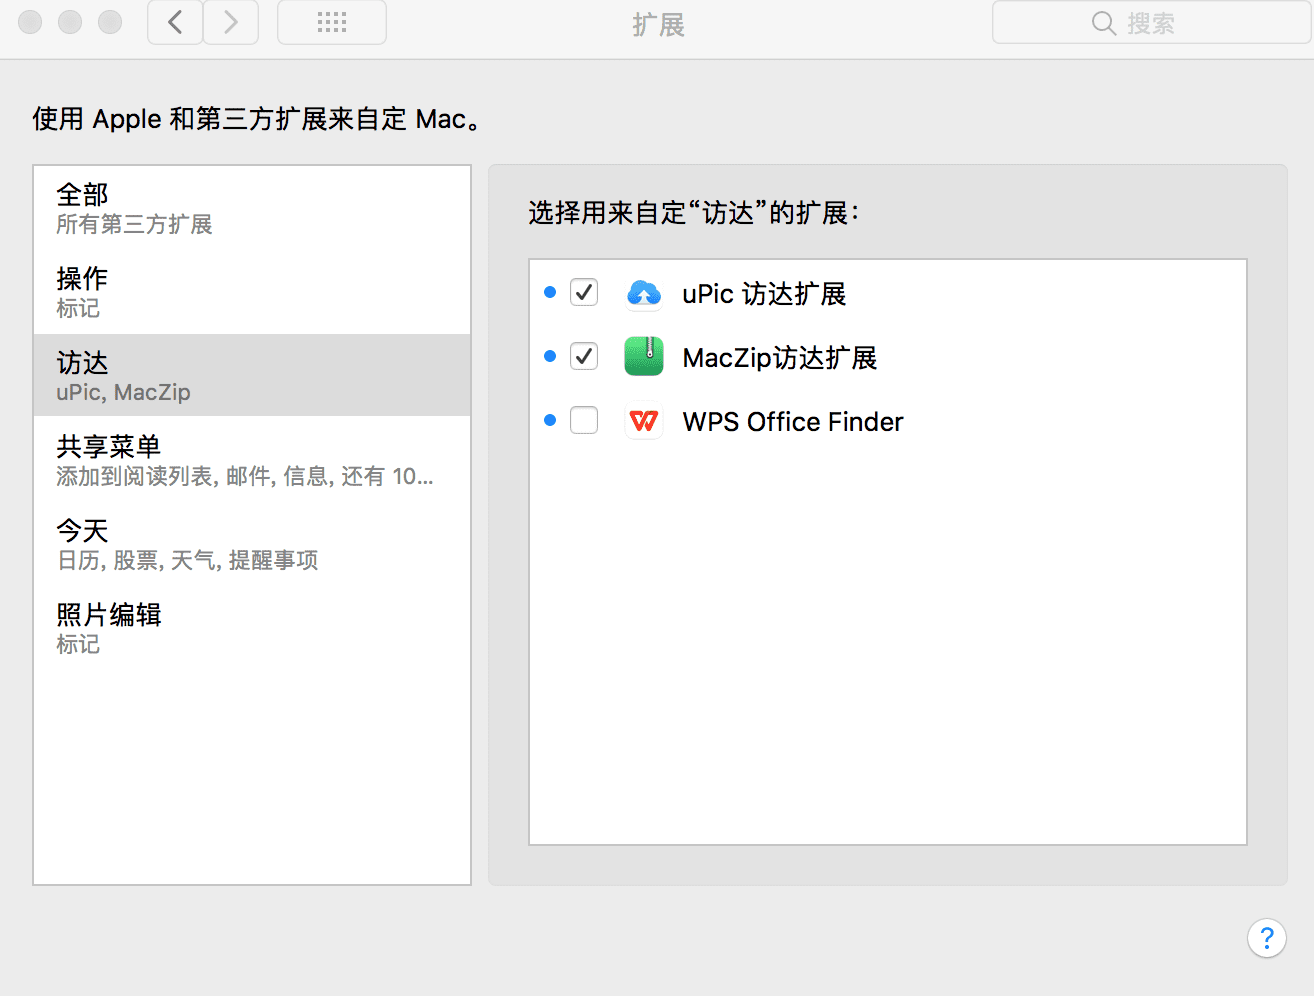 扩展
搜索
使用 Apple 和第三方扩展来自定 Mac。
全部
所有第三方扩展
操作
标记
访达
uPic, MacZip
共享菜单
添加到阅读列表, 邮件, 信息, 还有 10...
今天
日历, 股票, 天气, 提醒事项
照片编辑
标记
选择用来自定“访达”的扩展：
uPic 访达扩展
MacZip访达扩展
WPS Office Finder
?